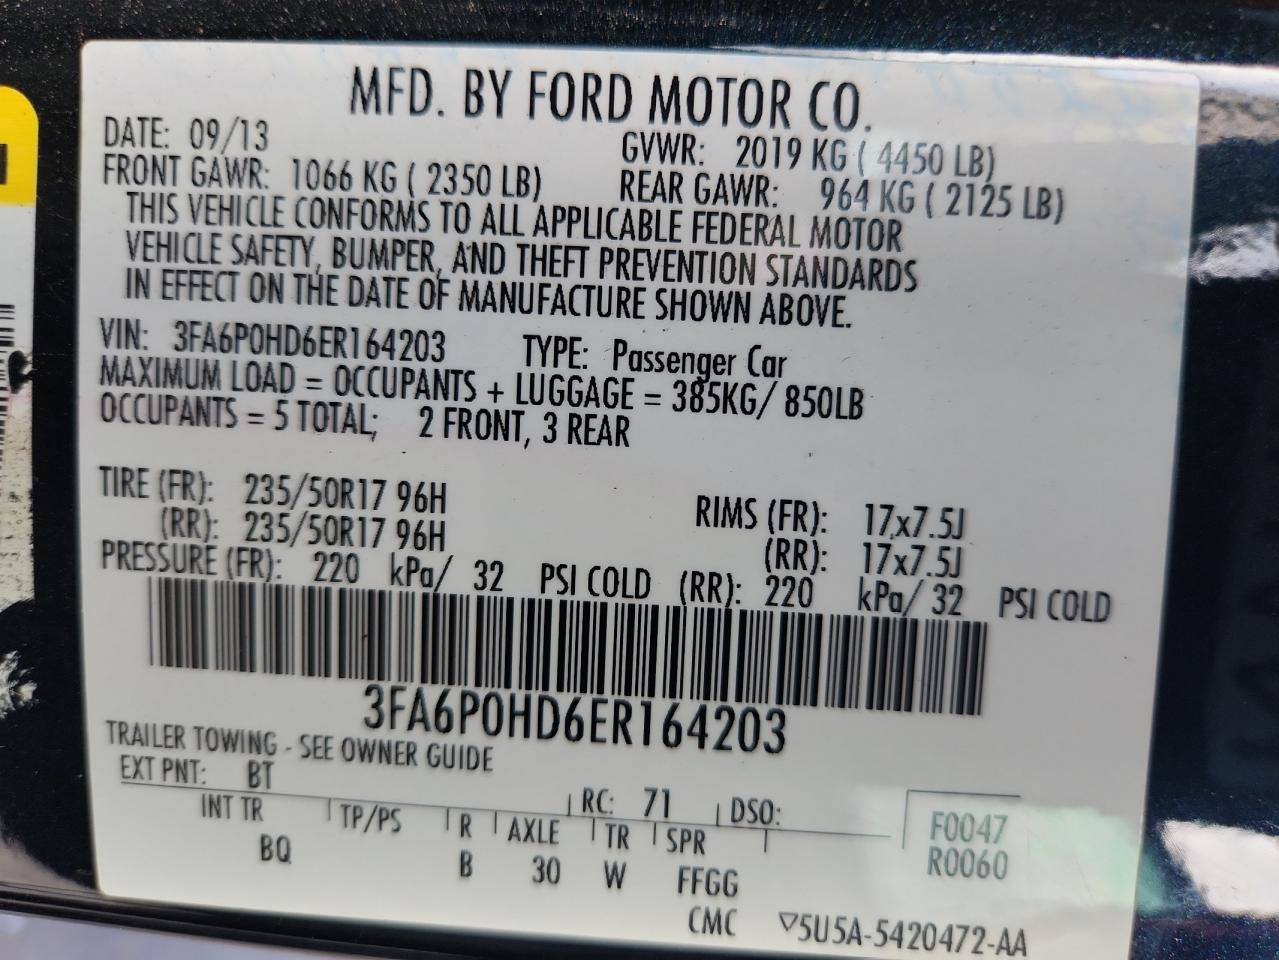 MFD. BY FORD MOTOR CO.
DATE: 09/13 GVWR: 2019 KG ( 4450 LB)
FRONT GAWR: 1066 KG ( 2350 LB) REAR GAWR: 964 KG ( 2125 LB)
THIS VEHICLE CONFORMS TO ALL APPLICABLE FEDERAL MOTOR
VEHICLE SAFETY, BUMPER, AND THEFT PREVENTION STANDARDS
IN EFFECT ON THE DATE OF MANUFACTURE SHOWN ABOVE.
VIN: 3FA6P0HD6ER164203 TYPE: Passenger Car
MAXIMUM LOAD = OCCUPANTS + LUGGAGE = 385KG/ 850LB
OCCUPANTS = 5 TOTAL; 2 FRONT, 3 REAR
TIRE (FR): 235/50R17 96H RIMS (FR): 17x7.5J
(RR): 235/50R17 96H (RR): 17x7.5J
PRESSURE (FR): 220 kPa/ 32 PSI COLD (RR): 220 kPa/ 32 PSI COLD
3FA6P0HD6ER164203
TRAILER TOWING - SEE OWNER GUIDE
EXT PNT: BT RC: 71 DSO:
INT TR TP/PS R AXLE TR SPR F0047
BQ B 30 W FFGG R0060
CMC ▽5U5A-5420472-AA